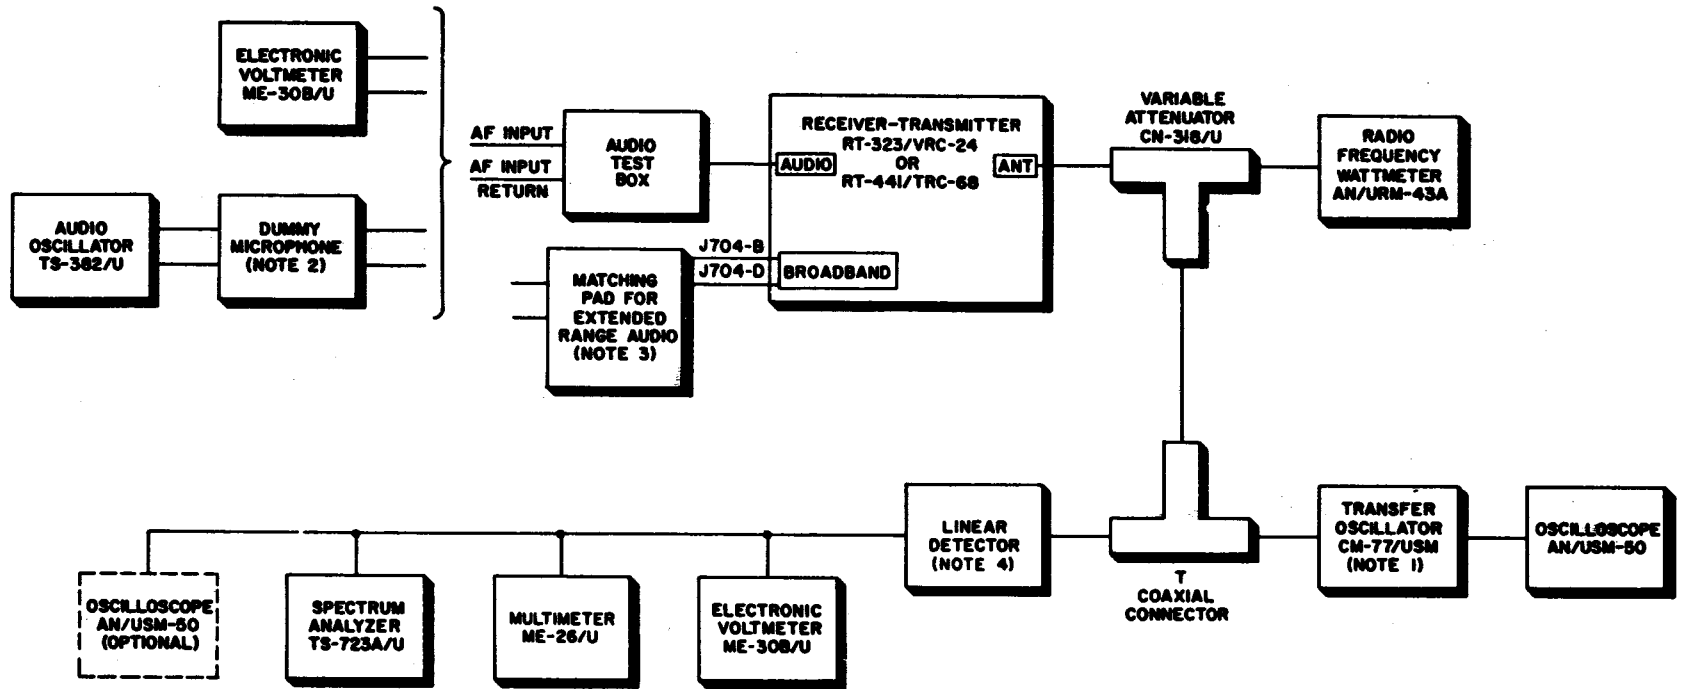 ELECTRONIC
VOLTMETER
ME-30B/U
AUDIO
OSCILLATOR
TS-382/U
DUMMY
MICROPHONE
(NOTE 2)
AF INPUT
AF INPUT
RETURN
AUDIO
TEST
BOX
MATCHING
PAD FOR
EXTENDED
RANGE AUDIO
(NOTE 3)
J704-B
J704-D
RECEIVER-TRANSMITTER
RT-323/VRC-24
OR
RT-441/TRC-68
AUDIO
ANT
BROADBAND
VARIABLE
ATTENUATOR
CN-318/U
RADIO
FREQUENCY
WATTMETER
AN/URM-43A
OSCILLOSCOPE
AN/USM-50
(OPTIONAL)
SPECTRUM
ANALYZER
TS-723A/U
MULTIMETER
ME-26/U
ELECTRONIC
VOLTMETER
ME-30B/U
LINEAR
DETECTOR
(NOTE 4)
T
COAXIAL
CONNECTOR
TRANSFER
OSCILLATOR
CM-77/USM
(NOTE 1)
OSCILLOSCOPE
AN/USM-50